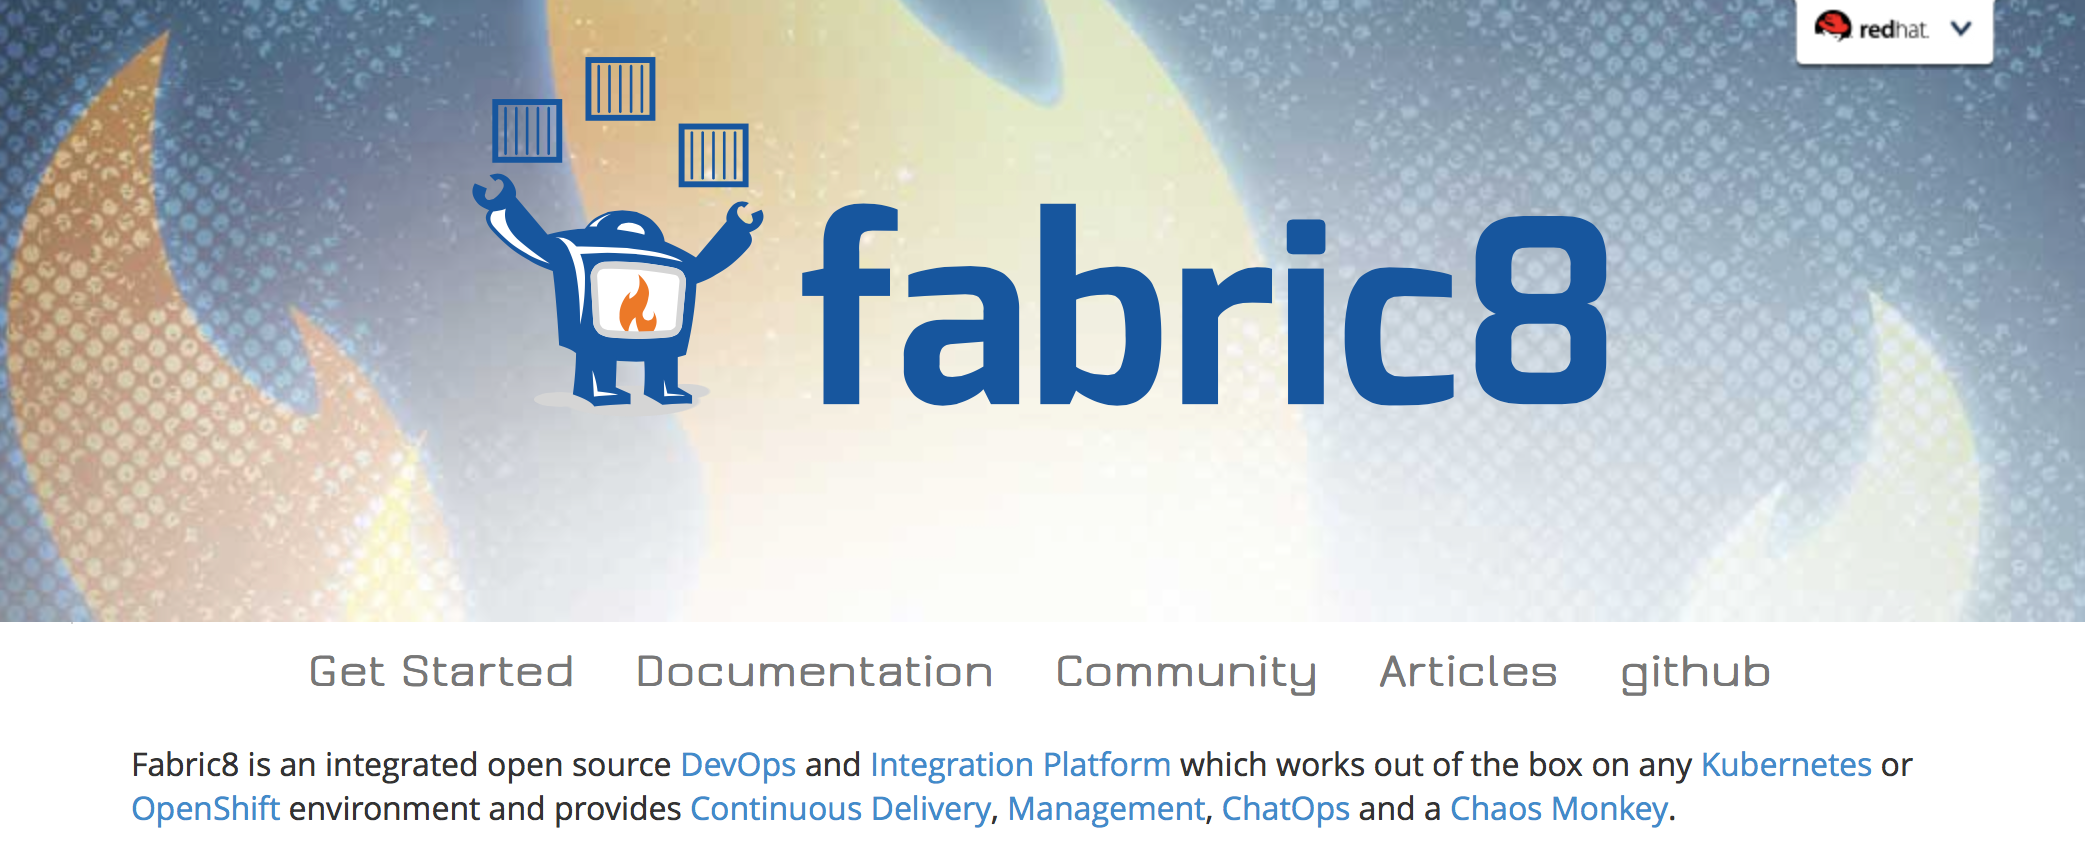 redhat.
fabric8
Get Started Documentation Community Articles github
Fabric8 is an integrated open source DevOps and Integration Platform which works out of the box on any Kubernetes or
OpenShift environment and provides Continuous Delivery, Management, ChatOps and a Chaos Monkey.